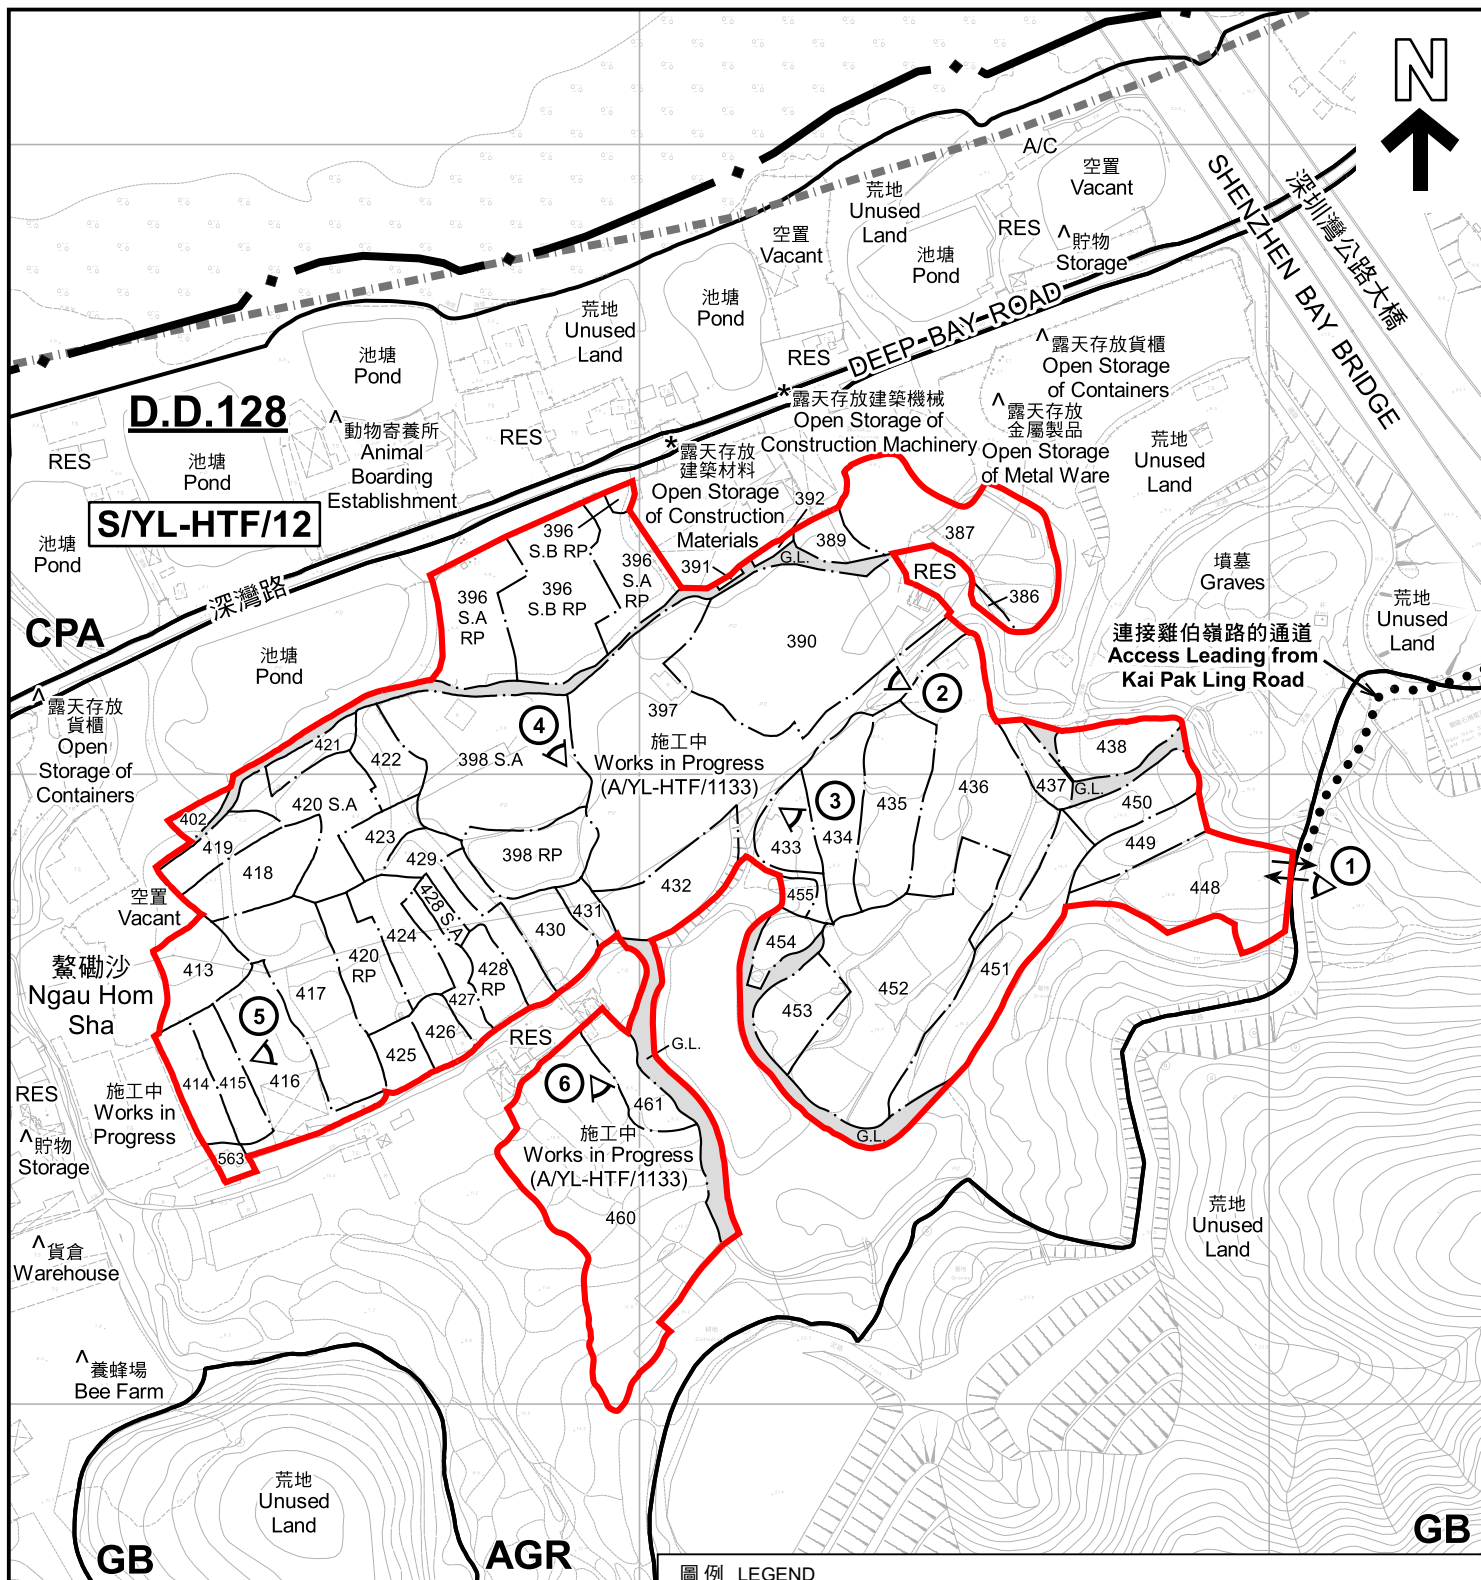 N
A/C
空置
Vacant
荒地
Unused
Land
RES
^貯物
Storage
空置
Vacant
池塘
Pond
深圳灣公路大橋
SHENZHEN BAY BRIDGE
池塘
Pond
荒地
Unused
Land
DEEP BAY ROAD
RES
池塘
Pond
^露天存放貨櫃
Open Storage
of Containers
D.D.128
^動物寄養所
Animal
Boarding
Establishment
RES
*露天存放建築機械
Open Storage of
Construction Machinery
^露天存放
金屬製品
Open Storage
of Metal Ware
荒地
Unused
Land
RES
池塘
Pond
*露天存放
建築材料
Open Storage
of Construction
Materials
S/YL-HTF/12
池塘
Pond
392
389
387
396
S.B RP
396
S.A
RP
391
G.L.
RES
386
墳墓
Graves
荒地
Unused
Land
深灣路
396
S.A
RP
396
S.B RP
390
連接雞伯嶺路的通道
Access Leading from
Kai Pak Ling Road
CPA
池塘
Pond
^露天存放
貨櫃
Open
Storage of
Containers
397
施工中
Works in Progress
(A/YL-HTF/1133)
2
4
421
422
398 S.A
438
437
G.L.
436
450
435
3
420 S.A
402
419
418
423
429
398 RP
433
434
449
448
1
432
431
430
455
空置
Vacant
428 S.A
424
420
RP
454
鰲磡沙
Ngau Hom
Sha
413
417
428
RP
427
426
425
451
452
453
5
414
415
416
RES
G.L.
RES
施工中
Works in
Progress
6
461
施工中
Works in Progress
(A/YL-HTF/1133)
G.L.
^貯物
Storage
563
460
荒地
Unused
Land
^貨倉
Warehouse
^養蜂場
Bee Farm
荒地
Unused
Land
GB
AGR
GB
圖例 LEGEND